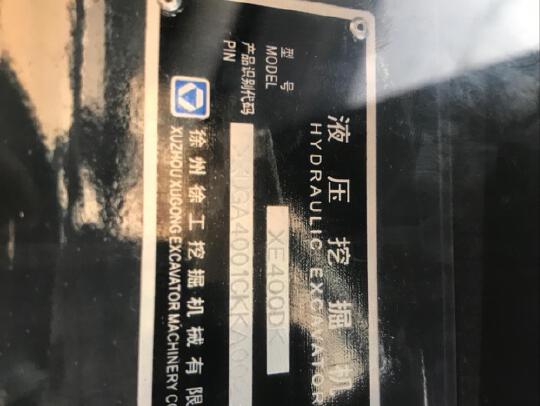 液压挖掘机
HYDRAULIC EXCAVATOR
型号
MODEL
XE400DK
产品识别代码
PIN
徐州徐工挖掘机械有限
XUZHOU XUGONG EXCAVATOR MACHINERY CO